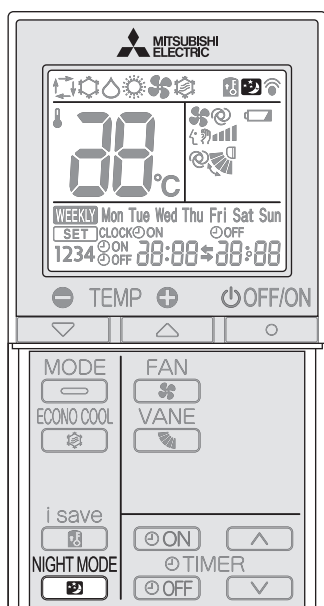 MITSUBISHI
ELECTRIC
°C
WEEKLY Mon Tue Wed Thu Fri Sat Sun
SET CLOCK ON OFF
1234 ON OFF 88:88 88:88
TEMP OFF/ON
MODE FAN
ECONO COOL VANE
i save
ON
NIGHT MODE TIMER
OFF